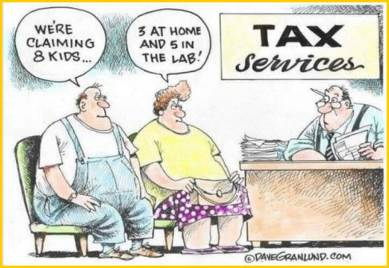 WE'RE
CLAIMING
8 KIDS...
3 AT HOME
AND 5 IN
THE LAB!
TAX
Services
©DAVEGRANLUND.COM